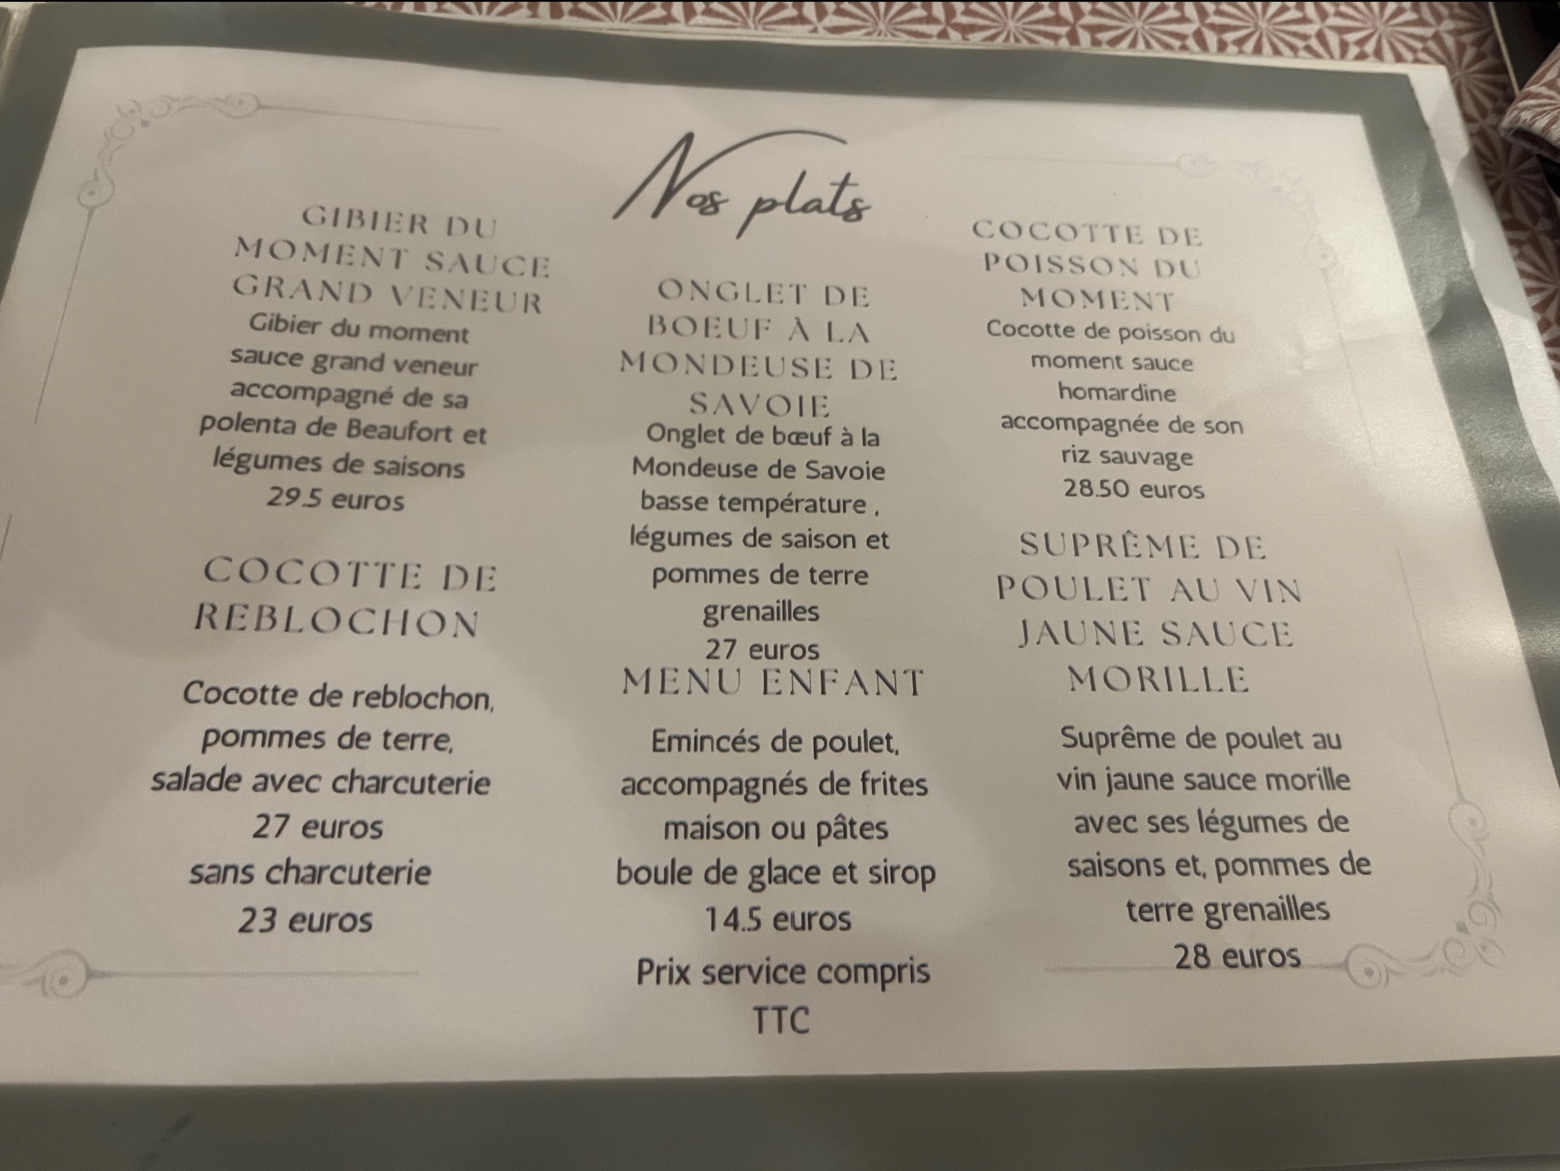 Nos plats
GIBIER DU
MOMENT SAUCE
GRAND VENEUR
Gibier du moment
sauce grand veneur
accompagné de sa
polenta de Beaufort et
légumes de saisons
29.5 euros
COCOTTE DE
REBLOCHON
Cocotte de reblochon,
pommes de terre,
salade avec charcuterie
27 euros
sans charcuterie
23 euros
ONGLET DE
BOEUF À LA
MONDEUSE DE
SAVOIE
Onglet de bœuf à la
Mondeuse de Savoie
basse température ,
légumes de saison et
pommes de terre
grenailles
27 euros
MENU ENFANT
Emincés de poulet,
accompagnés de frites
maison ou pâtes
boule de glace et sirop
14.5 euros
Prix service compris
TTC
COCOTTE DE
POISSON DU
MOMENT
Cocotte de poisson du
moment sauce
homardine
accompagnée de son
riz sauvage
28.50 euros
SUPRÊME DE
POULET AU VIN
JAUNE SAUCE
MORILLE
Suprême de poulet au
vin jaune sauce morille
avec ses légumes de
saisons et, pommes de
terre grenailles
28 euros